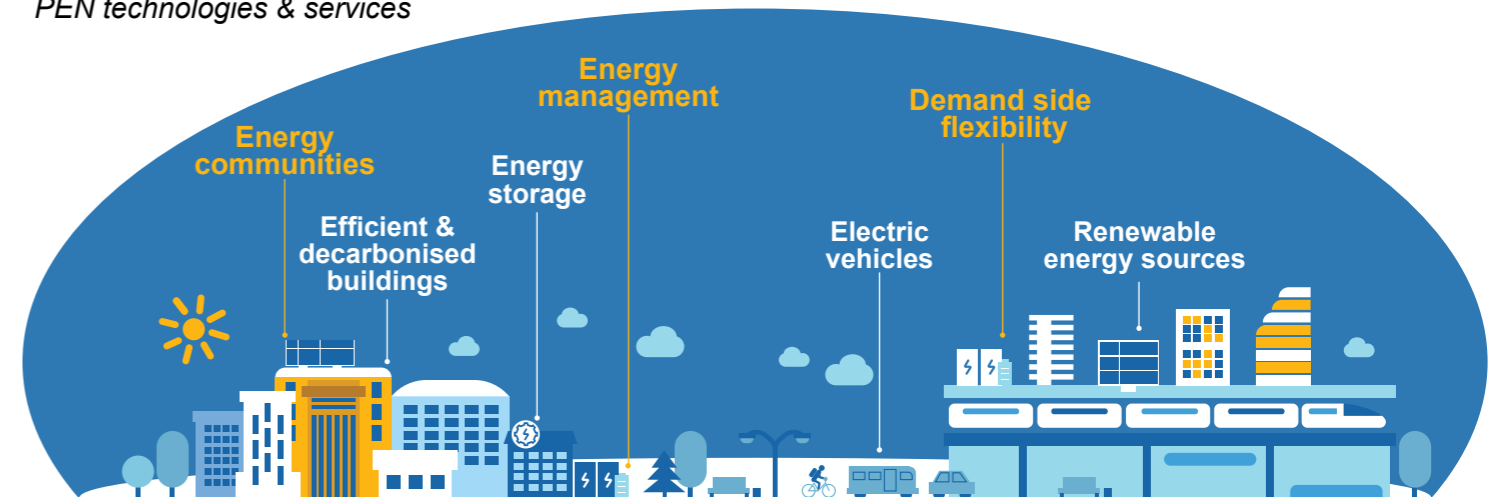 PEN technologies & services
Energy
management
Demand side
flexibility
Energy
communities
Energy
storage
Efficient &
decarbonised
buildings
Electric
vehicles
Renewable
energy sources